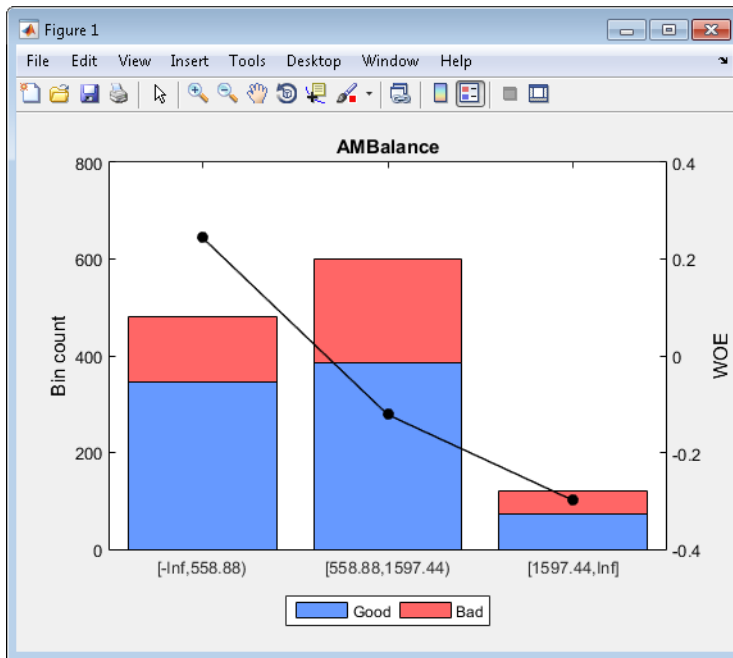 Figure 1
File Edit View Insert Tools Desktop Window Help
AMBalance
800
600
400
200
0
Bin count
0.4
0.2
0
-0.2
-0.4
WOE
[-Inf,558.88) [558.88,1597.44) [1597.44,Inf]
Good Bad